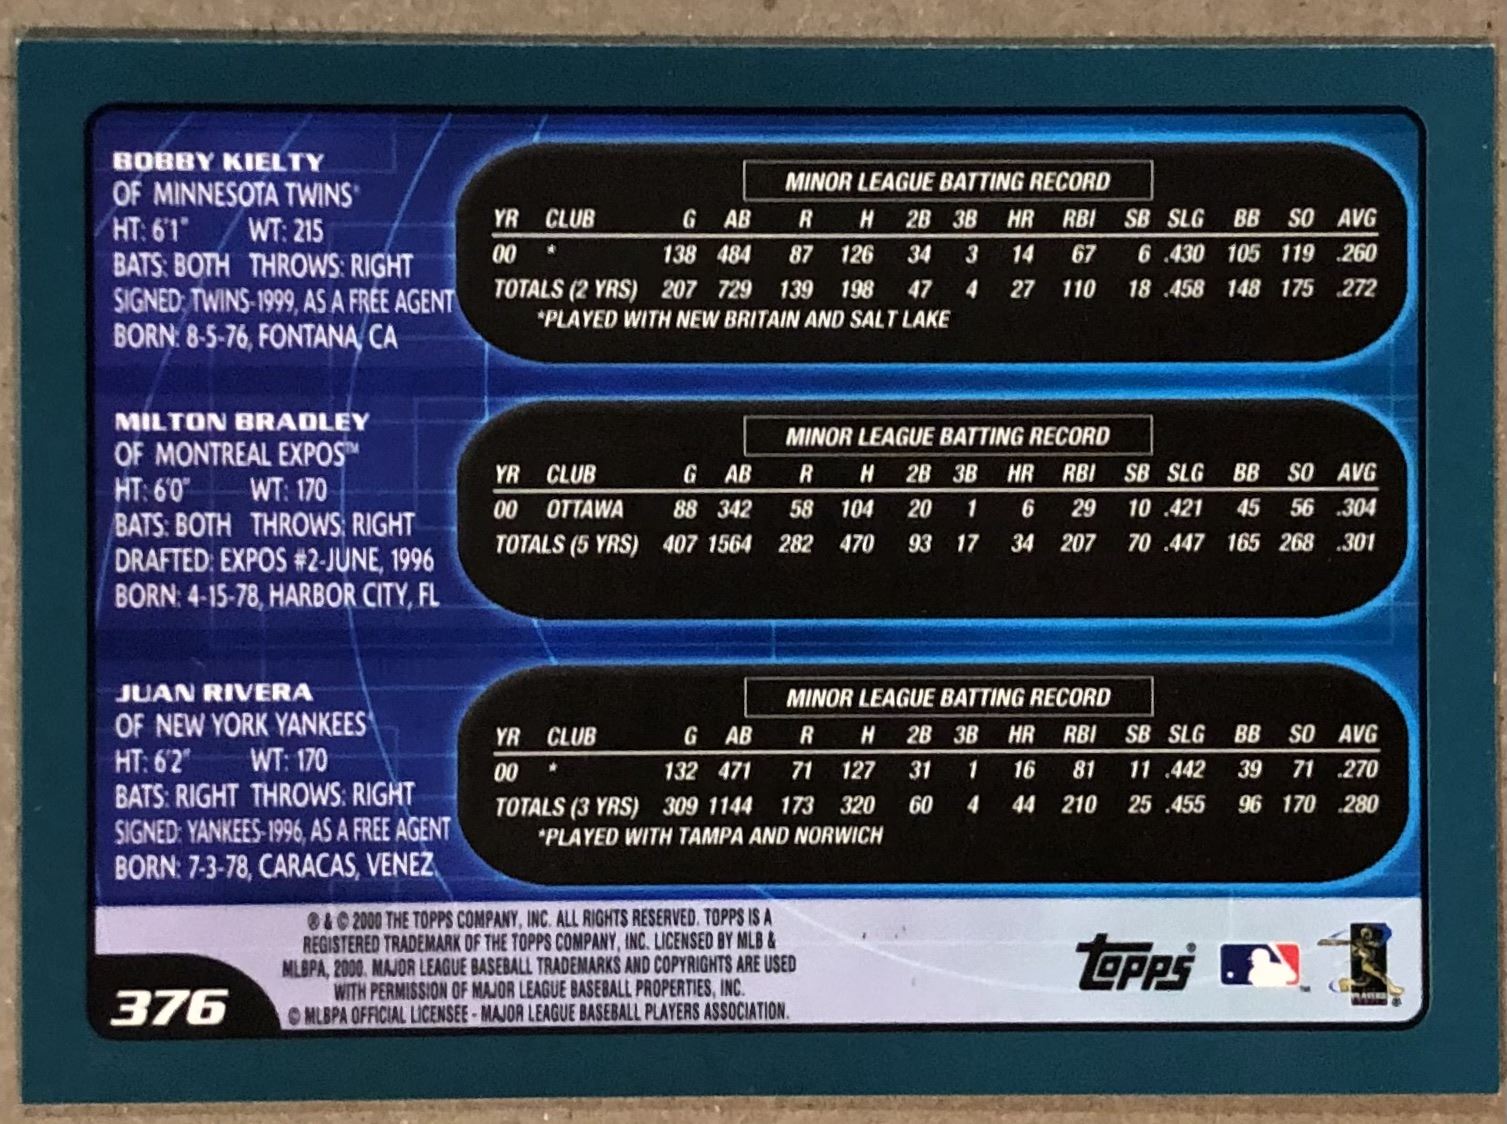 BOBBY KIELTY
OF MINNESOTA TWINS®
HT: 6'1" WT: 215
BATS: BOTH THROWS: RIGHT
SIGNED: TWINS-1999, AS A FREE AGENT
BORN: 8-5-76, FONTANA, CA
MINOR LEAGUE BATTING RECORD
YR CLUB G AB R H 2B 3B HR RBI SB SLG BB SO AVG
00 * 138 484 87 126 34 3 14 67 6 .430 105 119 .260
TOTALS (2 YRS) 207 729 139 198 47 4 27 110 18 .458 148 175 .272
*PLAYED WITH NEW BRITAIN AND SALT LAKE
MILTON BRADLEY
OF MONTREAL EXPOS™
HT: 6'0" WT: 170
BATS: BOTH THROWS: RIGHT
DRAFTED: EXPOS #2-JUNE, 1996
BORN: 4-15-78, HARBOR CITY, FL
MINOR LEAGUE BATTING RECORD
YR CLUB G AB R H 2B 3B HR RBI SB SLG BB SO AVG
00 OTTAWA 88 342 58 104 20 1 6 29 10 .421 45 56 .304
TOTALS (5 YRS) 407 1564 282 470 93 17 34 207 70 .447 165 268 .301
JUAN RIVERA
OF NEW YORK YANKEES®
HT: 6'2" WT: 170
BATS: RIGHT THROWS: RIGHT
SIGNED: YANKEES-1996, AS A FREE AGENT
BORN: 7-3-78, CARACAS, VENEZ.
MINOR LEAGUE BATTING RECORD
YR CLUB G AB R H 2B 3B HR RBI SB SLG BB SO AVG
00 * 132 471 71 127 31 1 16 81 11 .442 39 71 .270
TOTALS (3 YRS) 309 1144 173 320 60 4 44 210 25 .455 96 170 .280
*PLAYED WITH TAMPA AND NORWICH
® & © 2000 THE TOPPS COMPANY, INC. ALL RIGHTS RESERVED. TOPPS IS A
REGISTERED TRADEMARK OF THE TOPPS COMPANY, INC. LICENSED BY MLB &
MLBPA, 2000. MAJOR LEAGUE BASEBALL TRADEMARKS AND COPYRIGHTS ARE USED
WITH PERMISSION OF MAJOR LEAGUE BASEBALL PROPERTIES, INC.
© MLBPA OFFICIAL LICENSEE - MAJOR LEAGUE BASEBALL PLAYERS ASSOCIATION.
376
Topps®
™
PLAYERS
®